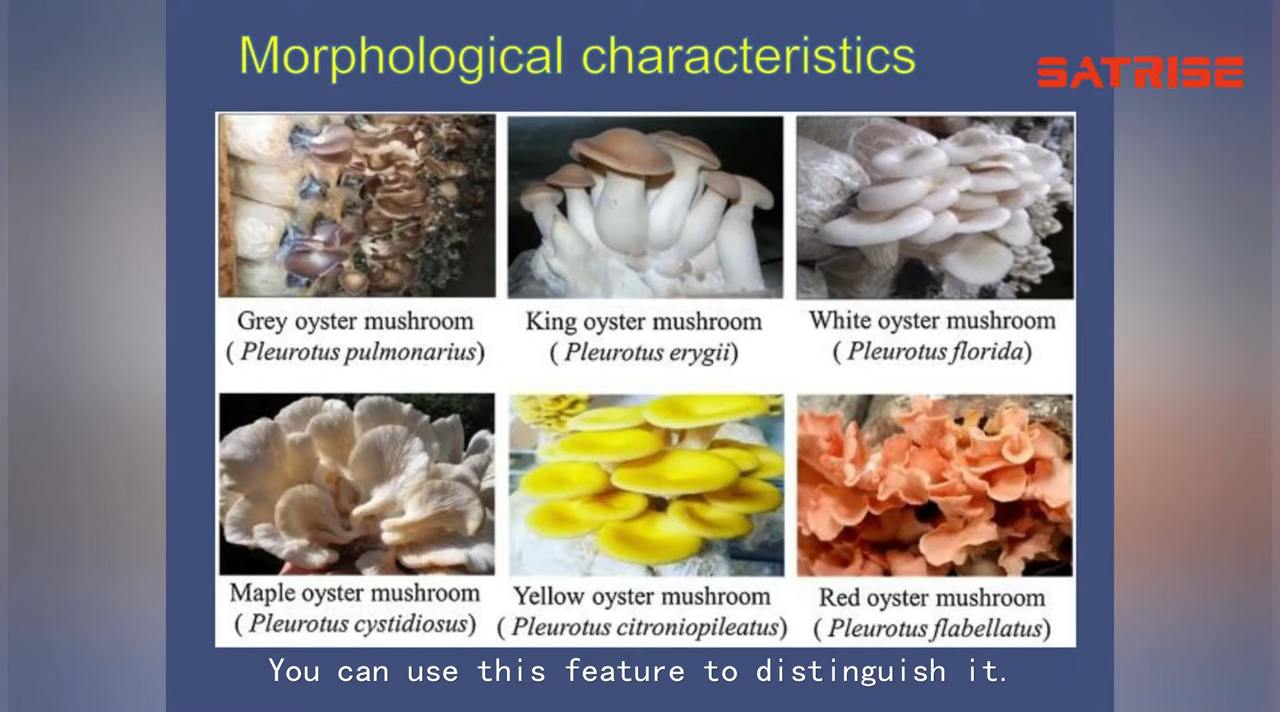 Morphological characteristics
SATRISE
Grey oyster mushroom
( Pleurotus pulmonarius)
King oyster mushroom
( Pleurotus erygii)
White oyster mushroom
( Pleurotus florida)
Maple oyster mushroom
( Pleurotus cystidiosus)
Yellow oyster mushroom
( Pleurotus citroniopileatus)
Red oyster mushroom
( Pleurotus flabellatus)
You can use this feature to distinguish it.